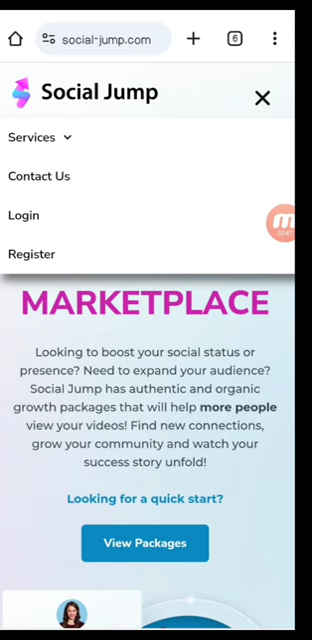 social-jump.com
6
Social Jump
Services
Contact Us
Login
Register
02:47
MARKETPLACE
Looking to boost your social status or
presence? Need to expand your audience?
Social Jump has authentic and organic
growth packages that will help more people
view your videos! Find new connections,
grow your community and watch your
success story unfold!
Looking for a quick start?
View Packages